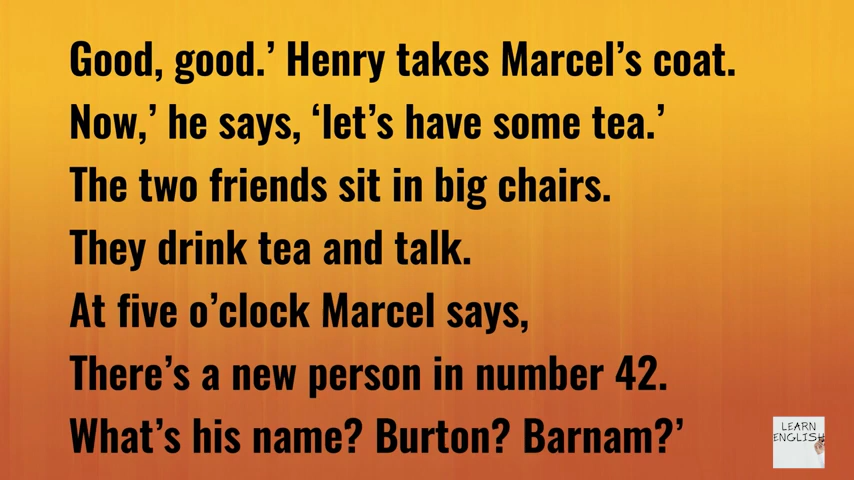 Good, good.’ Henry takes Marcel’s coat.
Now,’ he says, ‘let’s have some tea.’
The two friends sit in big chairs.
They drink tea and talk.
At five o’clock Marcel says,
There’s a new person in number 42.
What’s his name? Burton? Barnam?’
LEARN
ENGLISH